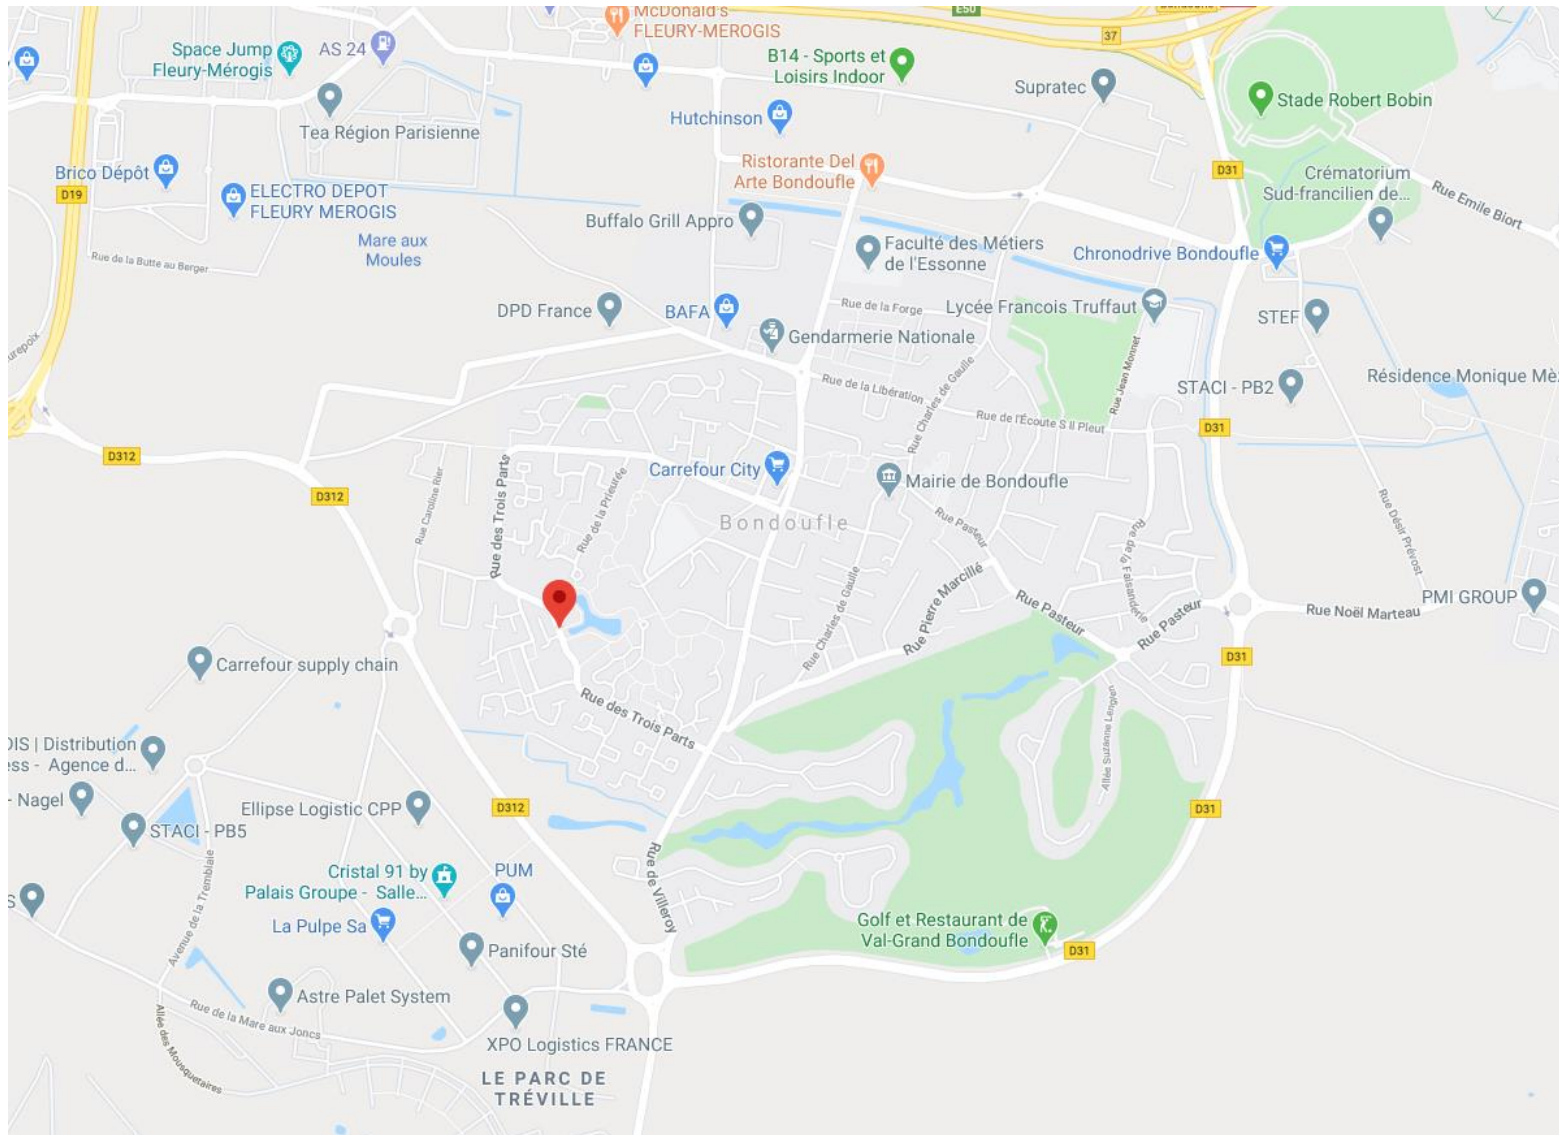 McDonald's
FLEURY-MEROGIS
E50
37
Space Jump
Fleury-Mérogis
AS 24
B14 - Sports et
Loisirs Indoor
Supratec
Stade Robert Bobin
Tea Région Parisienne
Hutchinson
Brico Dépôt
D19
ELECTRO DEPOT
FLEURY MEROGIS
Ristorante Del
Arte Bondoufle
D31
Crématorium
Sud-francilien de...
Rue Emile Biort
Mare aux
Moules
Buffalo Grill Appro
Faculté des Métiers
de l'Essonne
Chronodrive Bondoufle
Rue de la Butte au Berger
DPD France
BAFA
Rue de la Forge
Lycée Francois Truffaut
Gendarmerie Nationale
STEF
Rue Jean Monnet
Résidence Monique Mè
STACI - PB2
Rue de la Libération
Rue Charles de Gaulle
Rue de l'Écoute S Il Pleut
D31
D312
D312
Carrefour City
Mairie de Bondoufle
Rue Caroline Rier
Rue des Trois Parts
Rue de la Prieurée
Bondoufle
Rue Pasteur
Rue de la Faisanderie
Rue Désir Prévost
Rue Charles de Gaulle
Rue Pierre Marcillé
Rue Pasteur
Rue Pasteur
Rue Noël Marteau
PMI GROUP
D31
Carrefour supply chain
Rue des Trois Parts
Allée Suzanne Lenglen
DIS | Distribution
ess - Agence d...
- Nagel
STACI - PB5
Ellipse Logistic CPP
D312
D31
Rue de Villeroy
Cristal 91 by
Palais Groupe - Salle...
PUM
La Pulpe Sa
Avenue de la Tremblaie
Golf et Restaurant de
Val-Grand Bondoufle
D31
Panifour Sté
Astre Palet System
Rue de la Mare aux Joncs
Allée des Mousquetaires
XPO Logistics FRANCE
LE PARC DE
TRÉVILLE